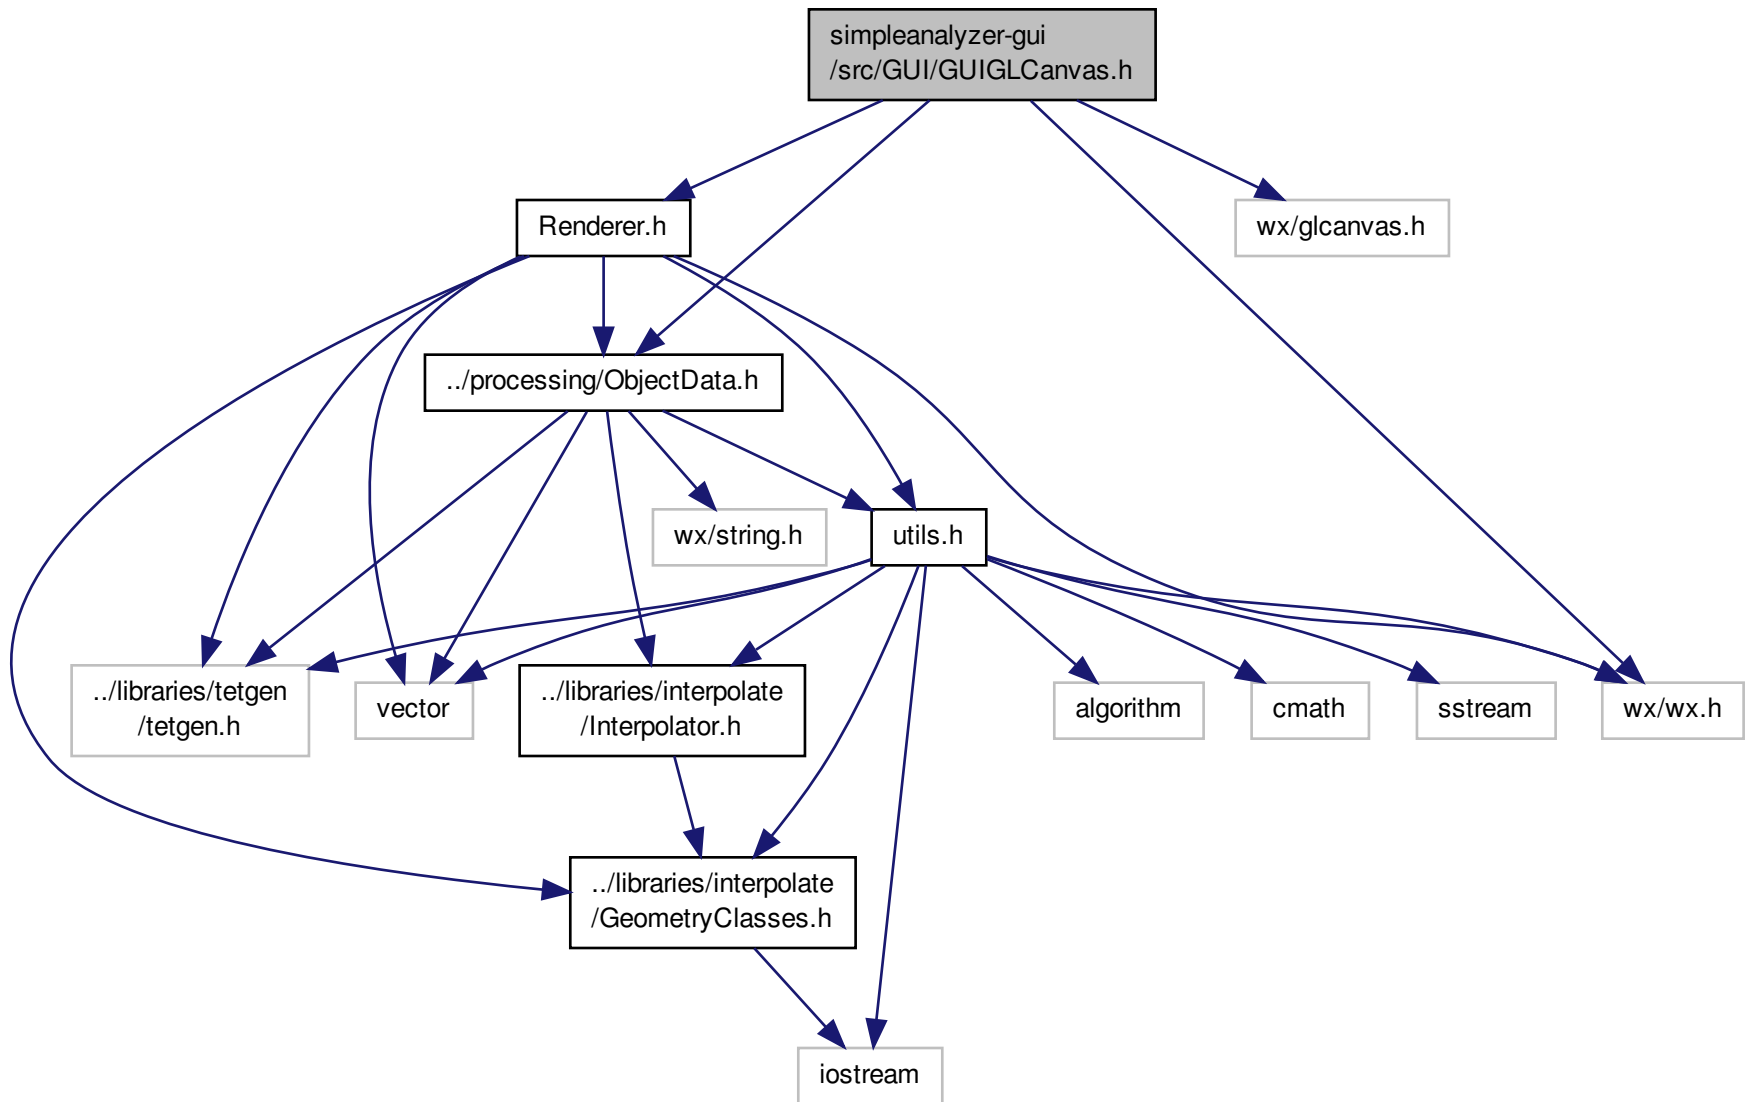 simpleanalyzer-gui
/src/GUI/GUIGLCanvas.h
Renderer.h
wx/glcanvas.h
../processing/ObjectData.h
wx/string.h
utils.h
../libraries/tetgen
/tetgen.h
vector
../libraries/interpolate
/Interpolator.h
algorithm
cmath
sstream
wx/wx.h
../libraries/interpolate
/GeometryClasses.h
iostream